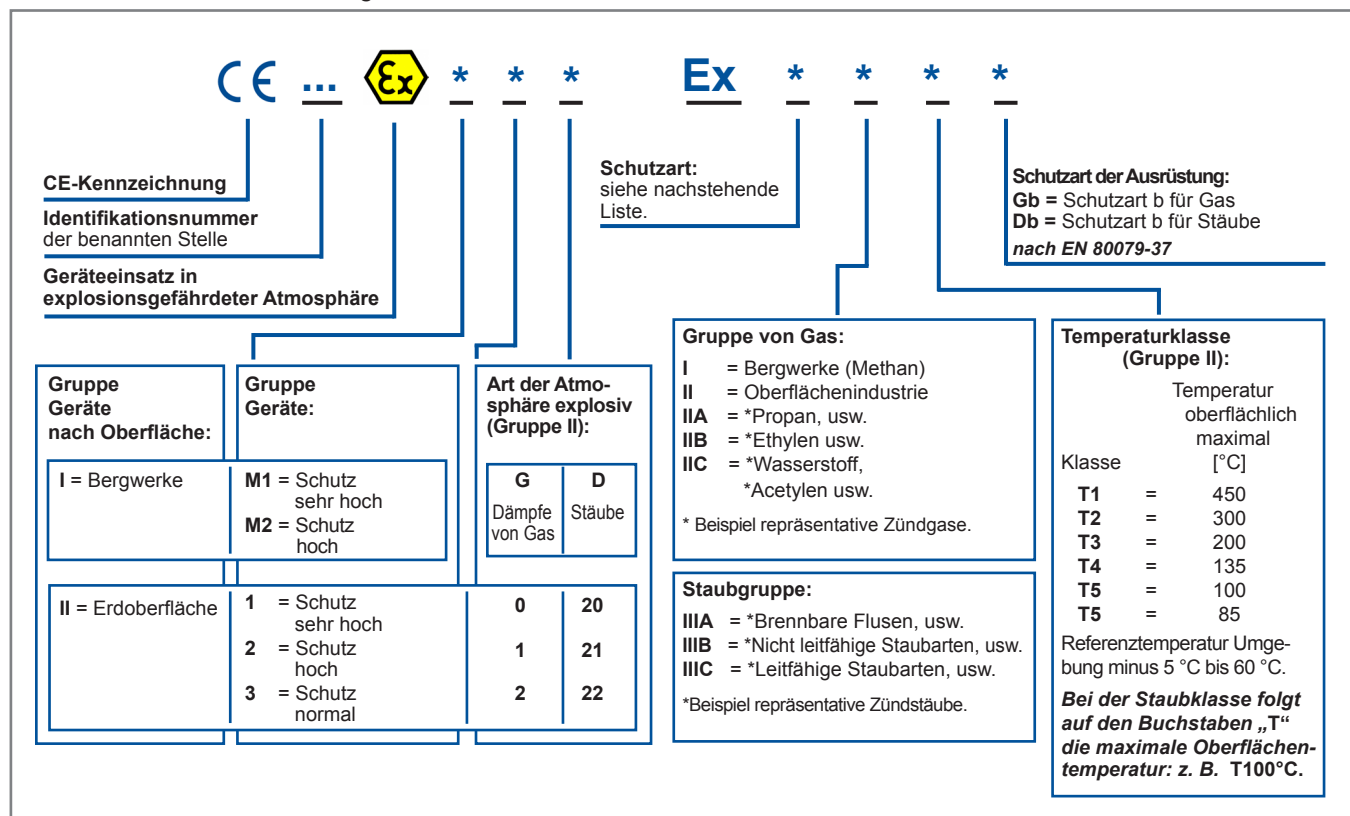 CE ... Ex * * * Ex * * * *
CE-Kennzeichnung
Identifikationsnummer
der benannten Stelle
Geräteeinsatz in
explosionsgefährdeter Atmosphäre
Schutzart:
siehe nachstehende
Liste.
Schutzart der Ausrüstung:
Gb = Schutzart b für Gas
Db = Schutzart b für Stäube
nach EN 80079-37
Gruppe
Geräte
nach Oberfläche:
Gruppe
Geräte:
Art der Atmo-
sphäre explosiv
(Gruppe II):
I = Bergwerke
M1 = Schutz
sehr hoch
M2 = Schutz
hoch
G D
Dämpfe Stäube
von Gas
II = Erdoberfläche
1 = Schutz
sehr hoch
0 20
2 = Schutz
hoch
1 21
3 = Schutz
normal
2 22
Gruppe von Gas:
I = Bergwerke (Methan)
II = Oberflächenindustrie
IIA = *Propan, usw.
IIB = *Ethylen usw.
IIC = *Wasserstoff,
*Acetylen usw.
* Beispiel repräsentative Zündgase.
Staubgruppe:
IIIA = *Brennbare Flusen, usw.
IIIB = *Nicht leitfähige Staubarten, usw.
IIIC = *Leitfähige Staubarten, usw.
*Beispiel repräsentative Zündstäube.
Temperaturklasse
(Gruppe II):
Temperatur
oberflächlich
maximal
Klasse [°C]
T1 = 450
T2 = 300
T3 = 200
T4 = 135
T5 = 100
T5 = 85
Referenztemperatur Umge-
bung minus 5 °C bis 60 °C.
Bei der Staubklasse folgt
auf den Buchstaben „T“
die maximale Oberflächen-
temperatur: z. B. T100°C.